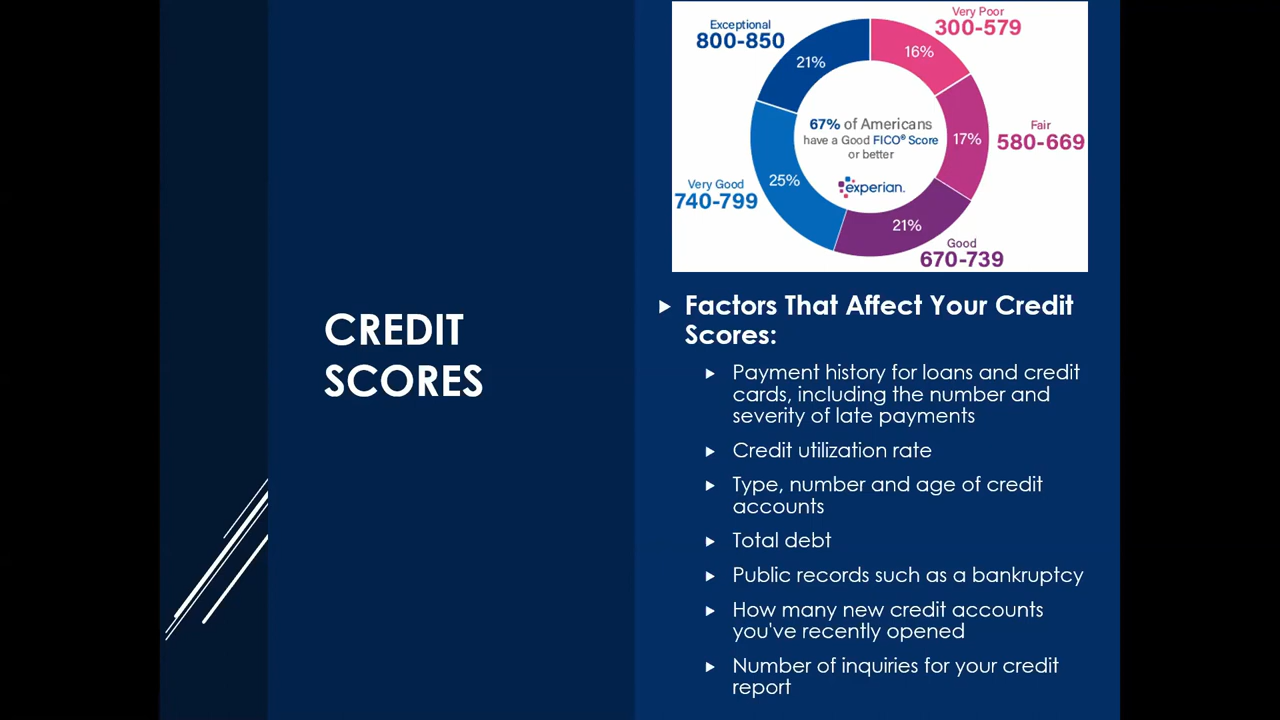 CREDIT
SCORES
Exceptional
800-850
Very Poor
300-579
21%
16%
67% of Americans
have a Good FICO® Score
or better
experian.
Fair
580-669
17%
Very Good
740-799
25%
21%
Good
670-739
Factors That Affect Your Credit
Scores:
Payment history for loans and credit
cards, including the number and
severity of late payments
Credit utilization rate
Type, number and age of credit
accounts
Total debt
Public records such as a bankruptcy
How many new credit accounts
you've recently opened
Number of inquiries for your credit
report